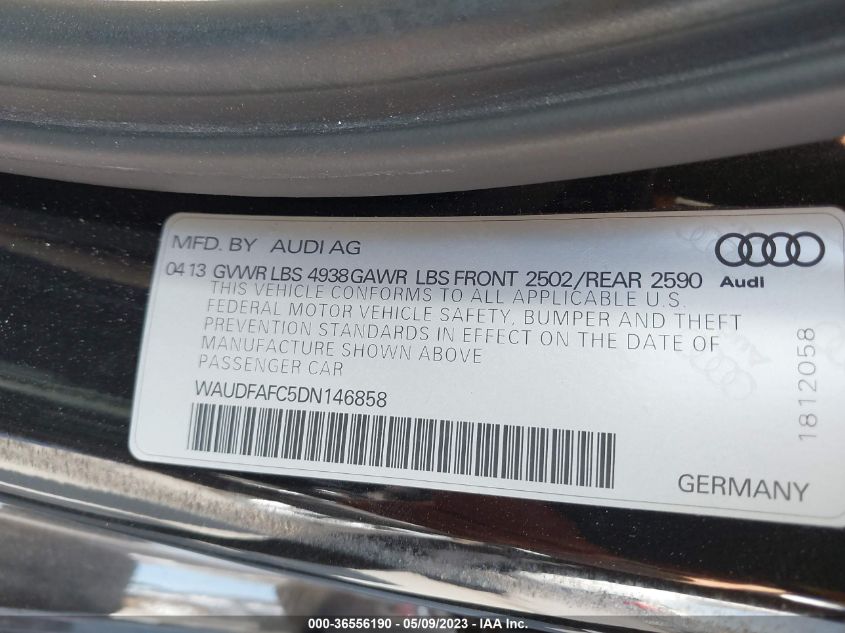 MFD. BY AUDI AG
04 13 GVWR LBS 4938 GAWR LBS FRONT 2502/REAR 2590
THIS VEHICLE CONFORMS TO ALL APPLICABLE U.S.
FEDERAL MOTOR VEHICLE SAFETY, BUMPER AND THEFT
PREVENTION STANDARDS IN EFFECT ON THE DATE OF
MANUFACTURE SHOWN ABOVE
PASSENGER CAR
WAUDFAFC5DN146858
Audi
1812058
GERMANY
000-36556190 - 05/09/2023 - IAA Inc.